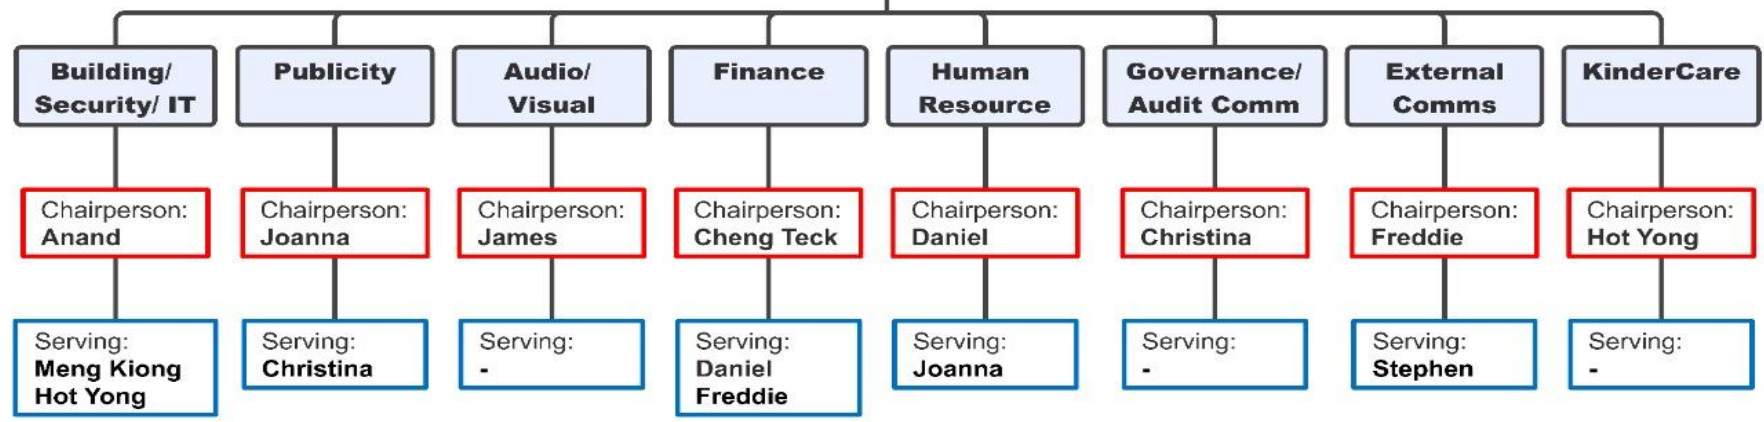 Building/
Security/ IT
Publicity
Audio/
Visual
Finance
Human
Resource
Governance/
Audit Comm
External
Comms
KinderCare
Chairperson:
Anand
Chairperson:
Joanna
Chairperson:
James
Chairperson:
Cheng Teck
Chairperson:
Daniel
Chairperson:
Christina
Chairperson:
Freddie
Chairperson:
Hot Yong
Serving:
Meng Kiong
Hot Yong
Serving:
Christina
Serving:
-
Serving:
Daniel
Freddie
Serving:
Joanna
Serving:
-
Serving:
Stephen
Serving:
-